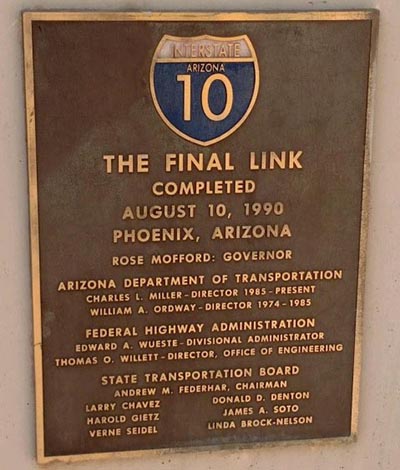 INTERSTATE
ARIZONA
10
THE FINAL LINK
COMPLETED
AUGUST 10, 1990
PHOENIX, ARIZONA
ROSE MOFFORD: GOVERNOR
ARIZONA DEPARTMENT OF TRANSPORTATION
CHARLES L. MILLER - DIRECTOR 1985 - PRESENT
WILLIAM A. ORDWAY - DIRECTOR 1974 - 1985
FEDERAL HIGHWAY ADMINISTRATION
EDWARD A. WUESTE - DIVISIONAL ADMINISTRATOR
THOMAS O. WILLETT - DIRECTOR, OFFICE OF ENGINEERING
STATE TRANSPORTATION BOARD
ANDREW M. FEDERHAR, CHAIRMAN
LARRY CHAVEZ DONALD D. DENTON
HAROLD GIETZ JAMES A. SOTO
VERNE SEIDEL LINDA BROCK-NELSON